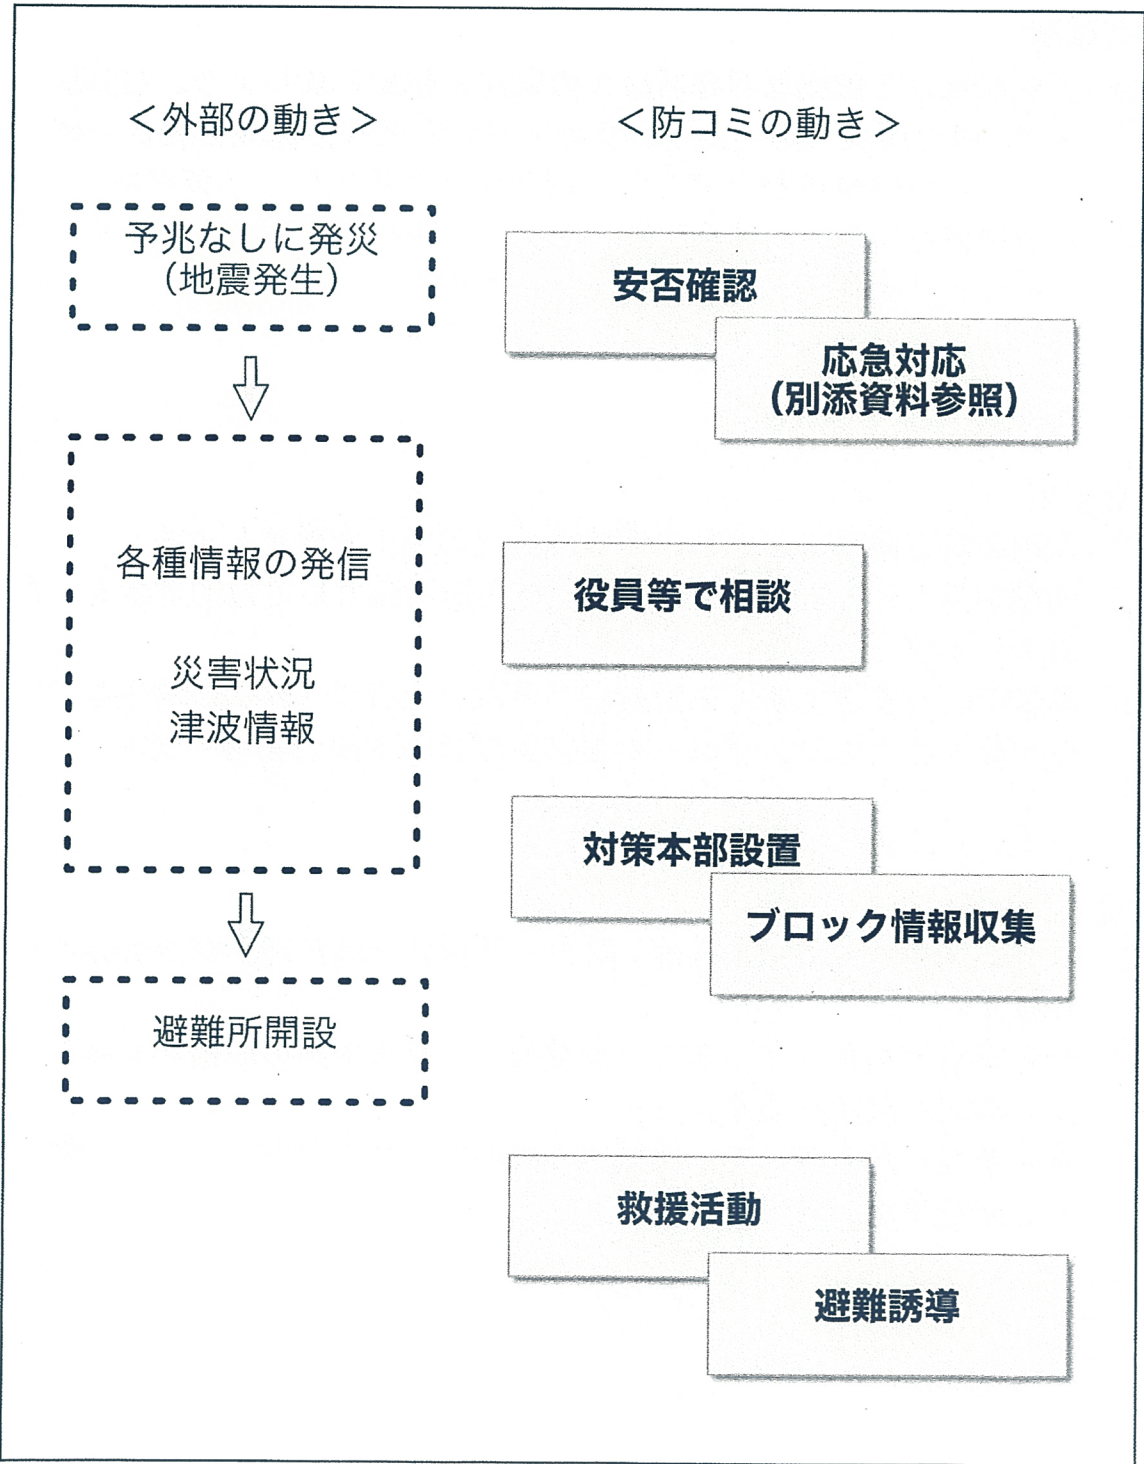 ＜外部の動き＞
＜防コミの動き＞
予兆なしに発災
（地震発生）
各種情報の発信
災害状況
津波情報
避難所開設
安否確認
応急対応
（別添資料参照）
役員等で相談
対策本部設置
ブロック情報収集
救援活動
避難誘導